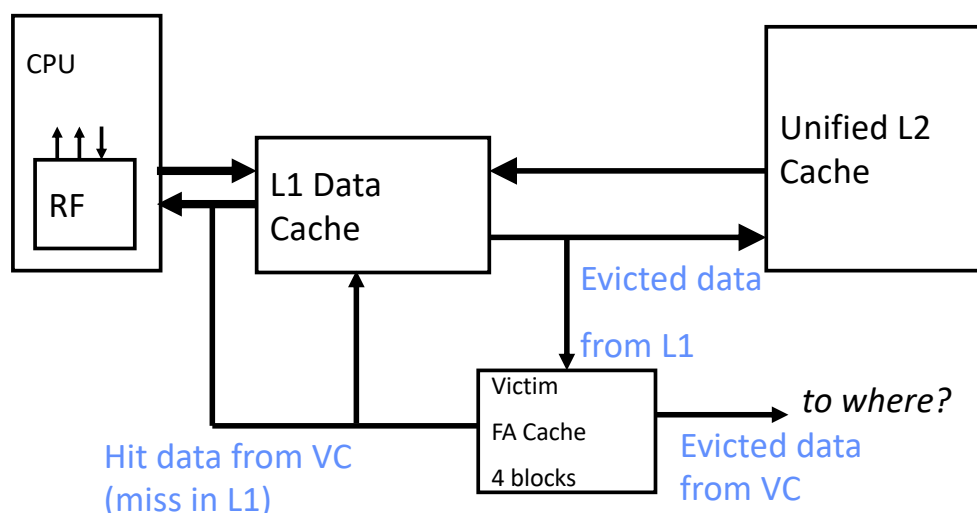 CPU
RF
L1 Data
Cache
Unified L2
Cache
Evicted data
from L1
Victim
FA Cache
4 blocks
to where?
Evicted data
from VC
Hit data from VC
(miss in L1)